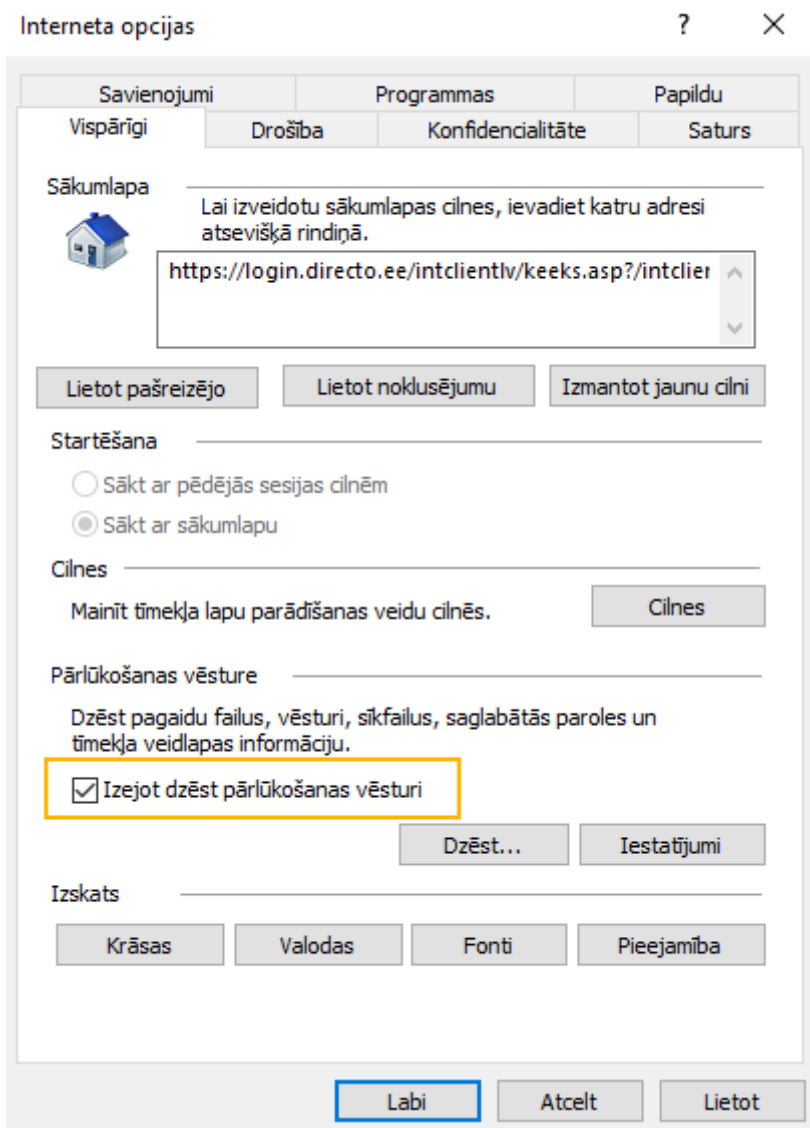 Interneta opcijas
?
Savienojumi
Programmas
Papildu
Vispārīgi
Drošība
Konfidencialitāte
Saturs
Sākumlapa
Lai izveidotu sākumlapas cilnes, ievadiet katru adresi
atsevišķā rindiņā.
https://login.directo.ee/intclientlv/keeks.asp?/intclier
Lietot pašreizējo
Lietot noklusējumu
Izmantot jaunu cilni
Startēšana
Sākt ar pēdējās sesijas cilnēm
Sākt ar sākumlapu
Cilnes
Mainīt tīmekļa lapu parādīšanas veidu cilnēs.
Cilnes
Pārlūkošanas vēsture
Dzēst pagaidu failus, vēsturi, sīkfailus, saglabātās paroles un
tīmekļa veidlapas informāciju.
Izejot dzēst pārlūkošanas vēsturi
Dzēst...
Iestatījumi
Izskats
Krāsas
Valodas
Fonti
Pieejamība
Labi
Atcelt
Lietot